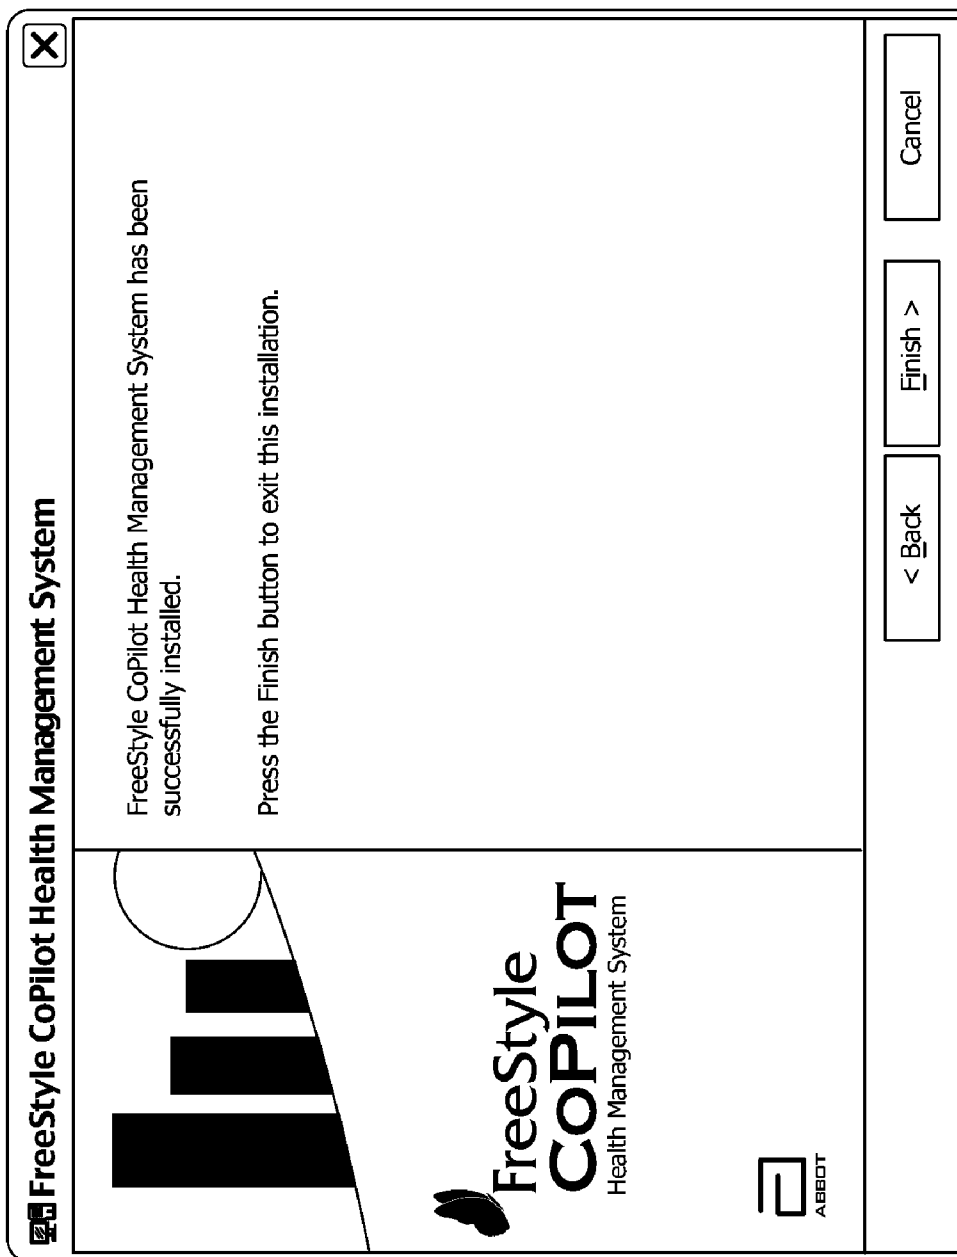 FreeStyle CoPilot Health Management System
FreeStyle
COPILOT
Health Management System
ABBOT
FreeStyle CoPilot Health Management System has been
successfully installed.
Press the Finish button to exit this installation.
< Back
Finish >
Cancel